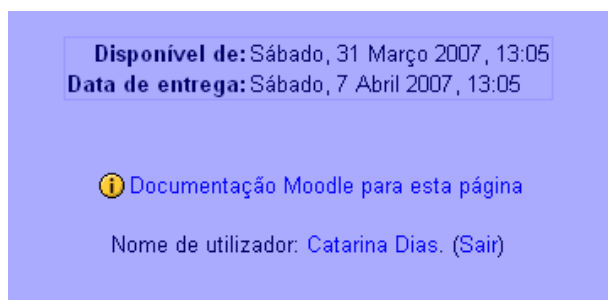 Disponível de: Sábado, 31 Março 2007, 13:05
Data de entrega: Sábado, 7 Abril 2007, 13:05
Documentação Moodle para esta página
Nome de utilizador: Catarina Dias. (Sair)